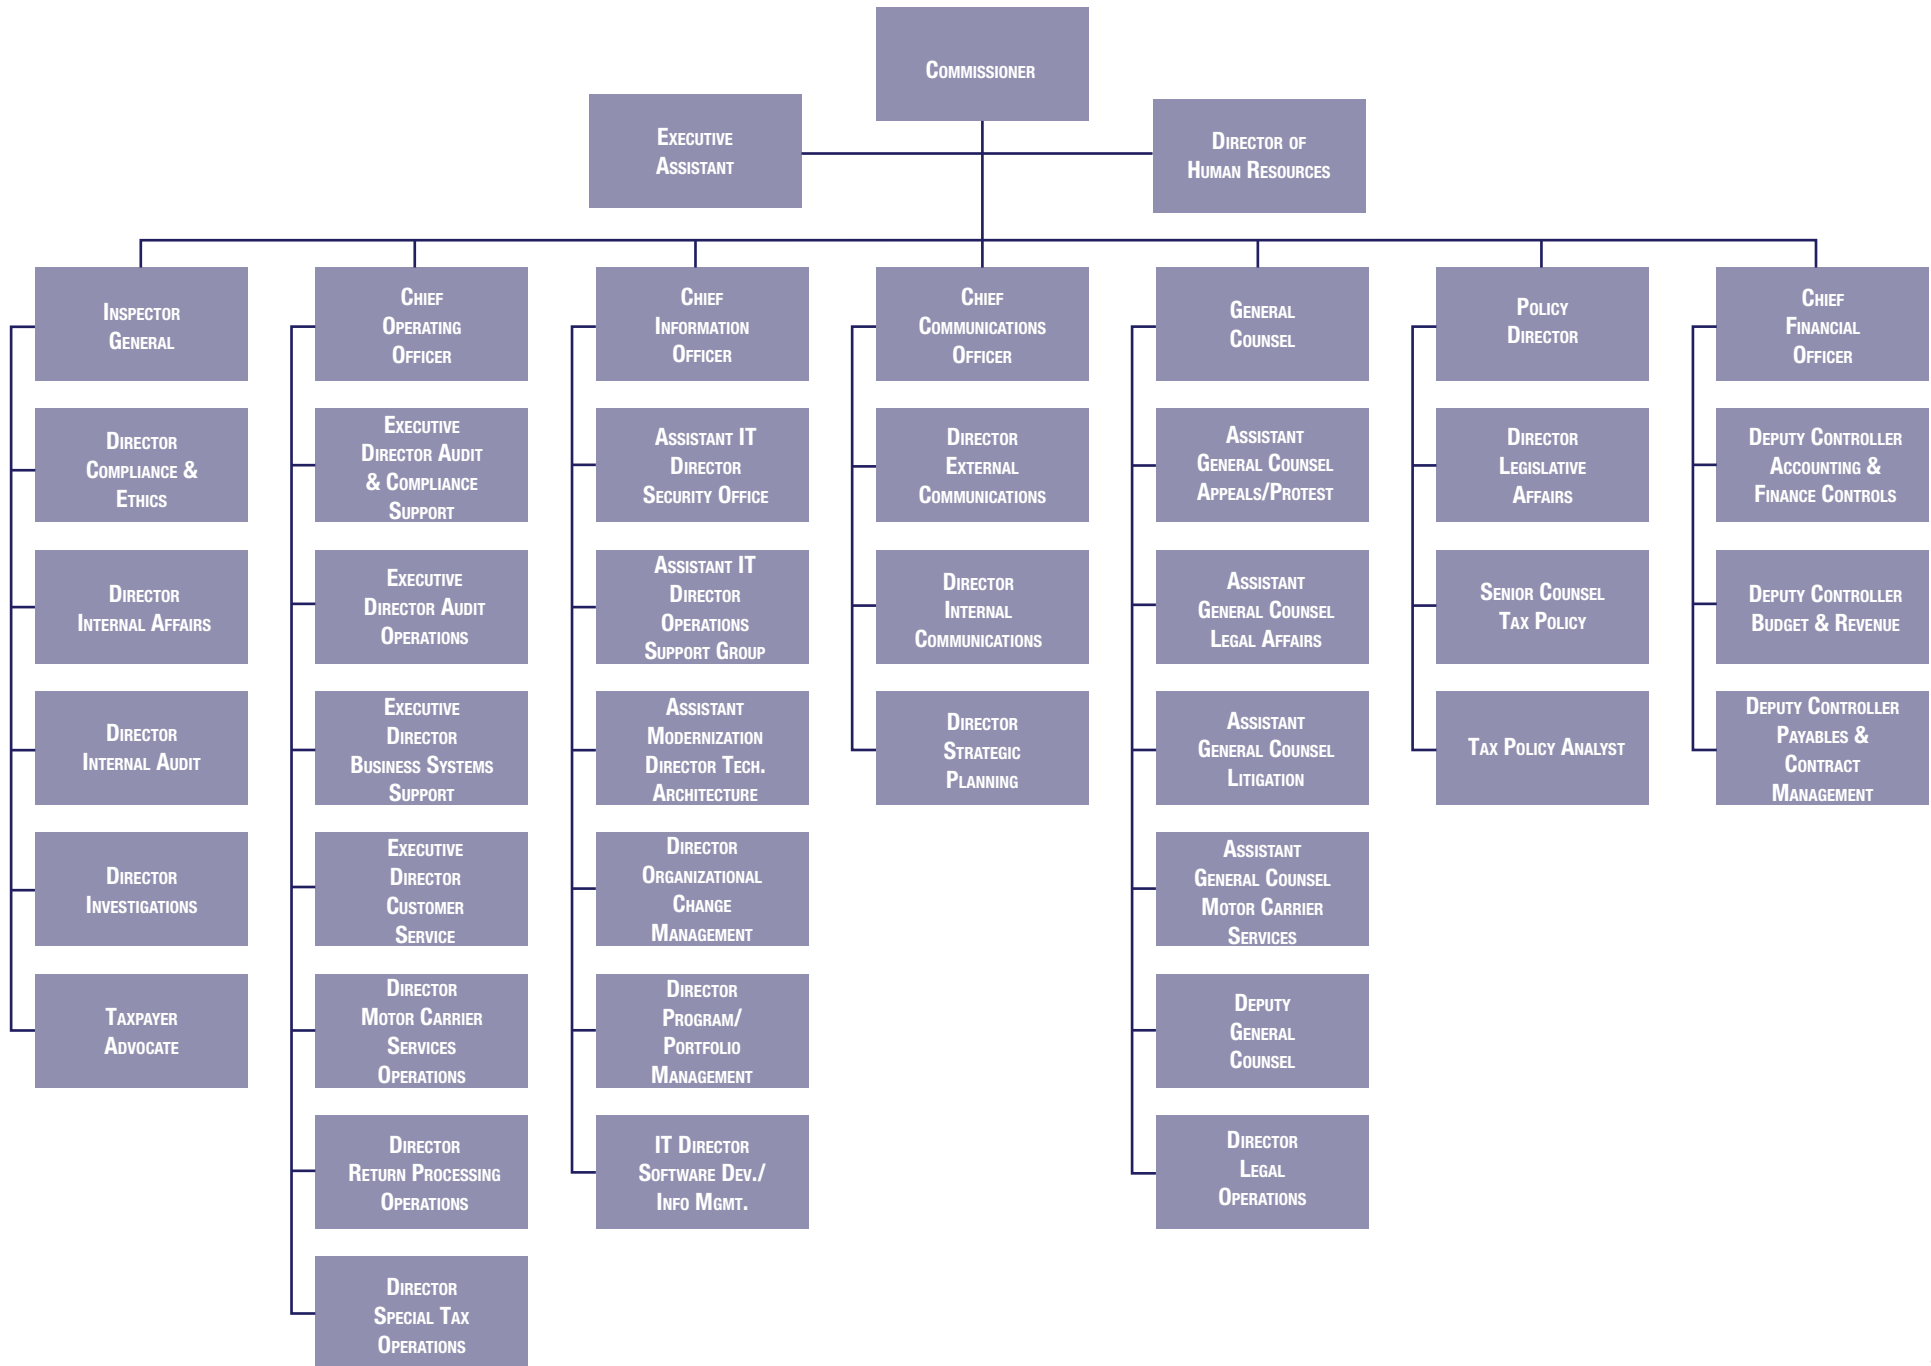 Commissioner
Executive
Assistant
Director of
Human Resources
Inspector
General
Director
Compliance &
Ethics
Director
Internal Affairs
Director
Internal Audit
Director
Investigations
Taxpayer
Advocate
Chief
Operating
Officer
Executive
Director Audit
& Compliance
Support
Executive
Director Audit
Operations
Executive
Director
Business Systems
Support
Executive
Director
Customer
Service
Director
Motor Carrier
Services
Operations
Director
Return Processing
Operations
Director
Special Tax
Operations
Chief
Information
Officer
Assistant IT
Director
Security Office
Assistant IT
Director
Operations
Support Group
Assistant
Modernization
Director Tech.
Architecture
Director
Organizational
Change
Management
Director
Program/
Portfolio
Management
IT Director
Software Dev./
Info Mgmt.
Chief
Communications
Officer
Director
External
Communications
Director
Internal
Communications
Director
Strategic
Planning
General
Counsel
Assistant
General Counsel
Appeals/Protest
Assistant
General Counsel
Legal Affairs
Assistant
General Counsel
Litigation
Assistant
General Counsel
Motor Carrier
Services
Deputy
General
Counsel
Director
Legal
Operations
Policy
Director
Director
Legislative
Affairs
Senior Counsel
Tax Policy
Tax Policy Analyst
Chief
Financial
Officer
Deputy Controller
Accounting &
Finance Controls
Deputy Controller
Budget & Revenue
Deputy Controller
Payables &
Contract
Management